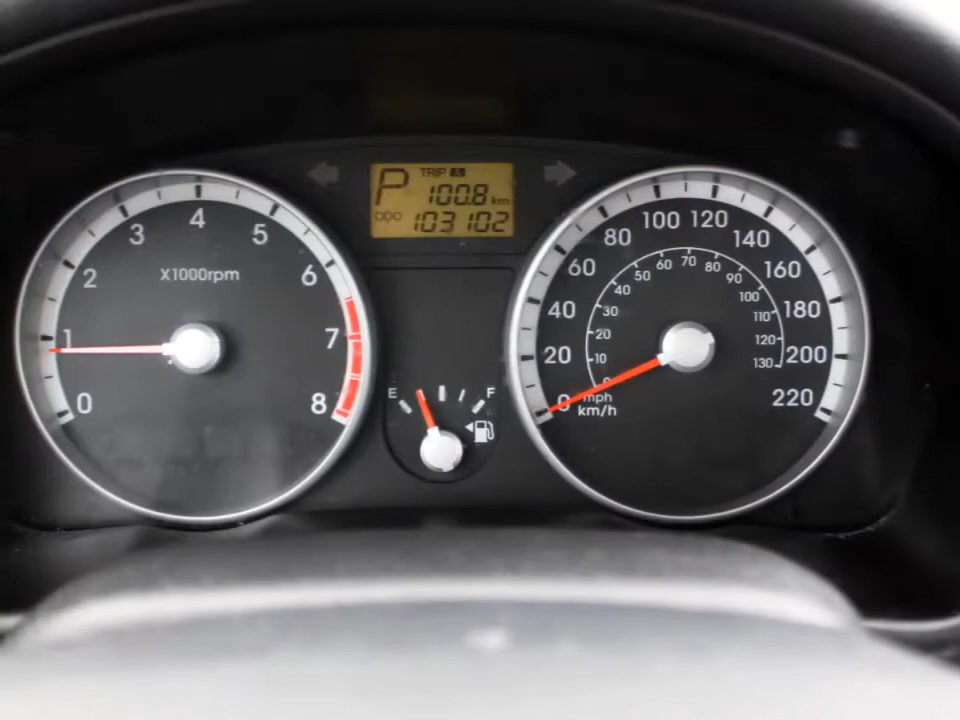 P TRIP A
100.8 km
ODO 103102
0 1 2 3 4 5 6 7 8
X1000rpm
E F
0 20 40 60 80 100 120 140 160 180 200 220
10 20 30 40 50 60 70 80 90 100 110 120 130
mph
km/h